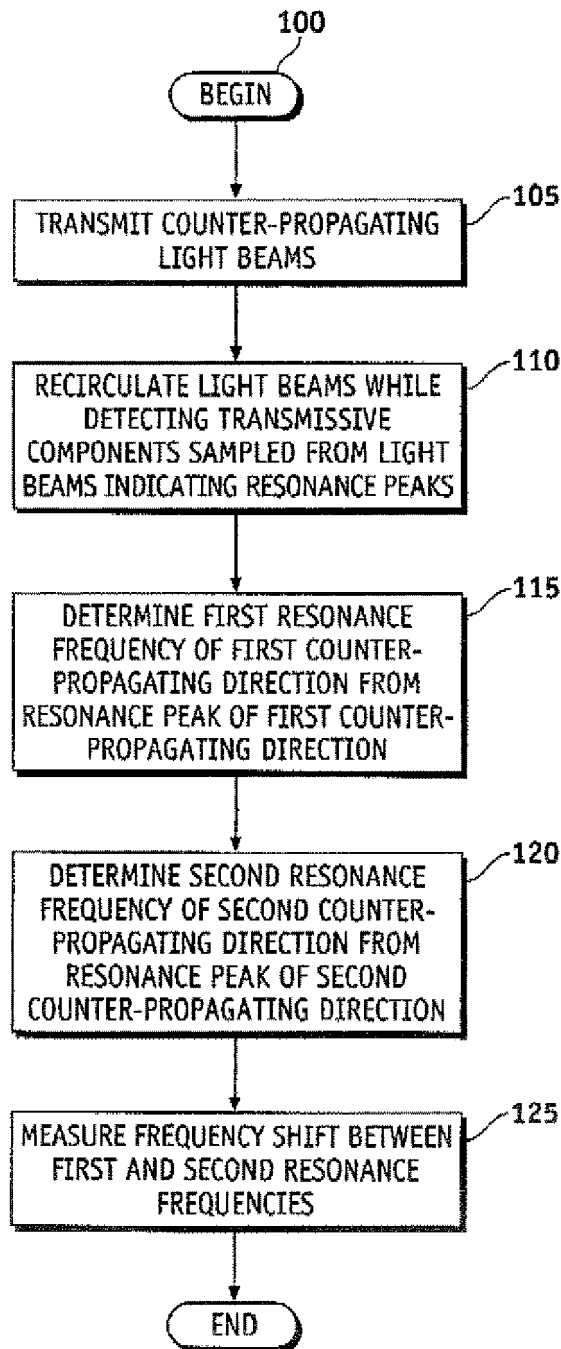 100
BEGIN
105
TRANSMIT COUNTER-PROPAGATING
LIGHT BEAMS
110
RECIRCULATE LIGHT BEAMS WHILE
DETECTING TRANSMISSIVE
COMPONENTS SAMPLED FROM LIGHT
BEAMS INDICATING RESONANCE PEAKS
115
DETERMINE FIRST RESONANCE
FREQUENCY OF FIRST COUNTER-
PROPAGATING DIRECTION FROM
RESONANCE PEAK OF FIRST COUNTER-
PROPAGATING DIRECTION
120
DETERMINE SECOND RESONANCE
FREQUENCY OF SECOND COUNTER-
PROPAGATING DIRECTION FROM
RESONANCE PEAK OF SECOND
COUNTER-PROPAGATING DIRECTION
125
MEASURE FREQUENCY SHIFT BETWEEN
FIRST AND SECOND RESONANCE
FREQUENCIES
END